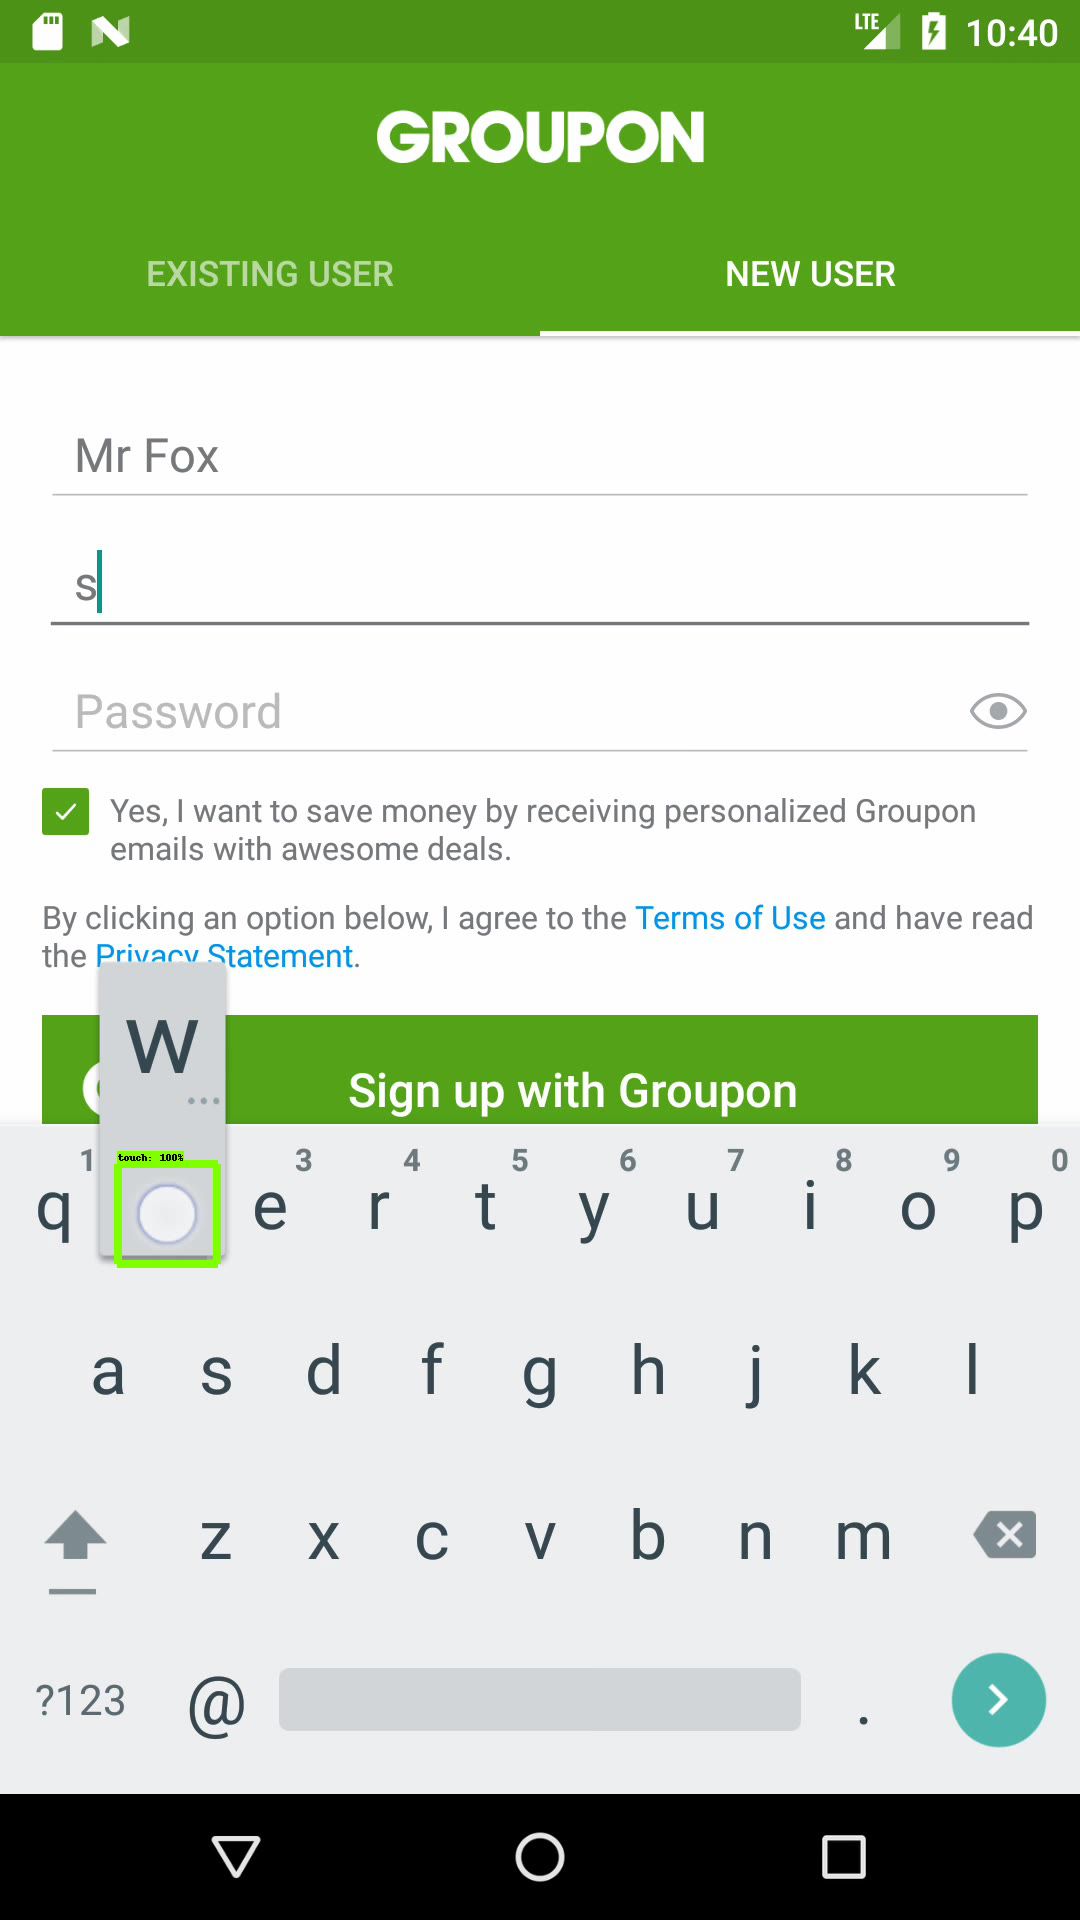 LTE 10:40
GROUPON
EXISTING USER NEW USER
Mr Fox
s
Password
Yes, I want to save money by receiving personalized Groupon
emails with awesome deals.
By clicking an option below, I agree to the Terms of Use and have read
the Privacy Statement.
w
...
Sign up with Groupon
touch: 100%
1 3 4 5 6 7 8 9 0
q e r t y u i o p
a s d f g h j k l
z x c v b n m
?123 @ .